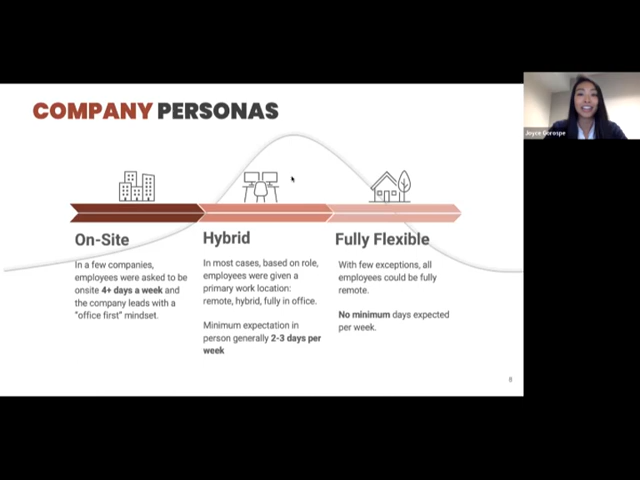 COMPANY PERSONAS
Joyce Gorospe
On-Site
In a few companies,
employees were asked to be
onsite 4+ days a week and
the company leads with a
"office first" mindset.
Hybrid
In most cases, based on role,
employees were given a
primary work location:
remote, hybrid, fully in office.
Minimum expectation in
person generally 2-3 days per
week
Fully Flexible
With few exceptions, all
employees could be fully
remote.
No minimum days expected
per week.
8